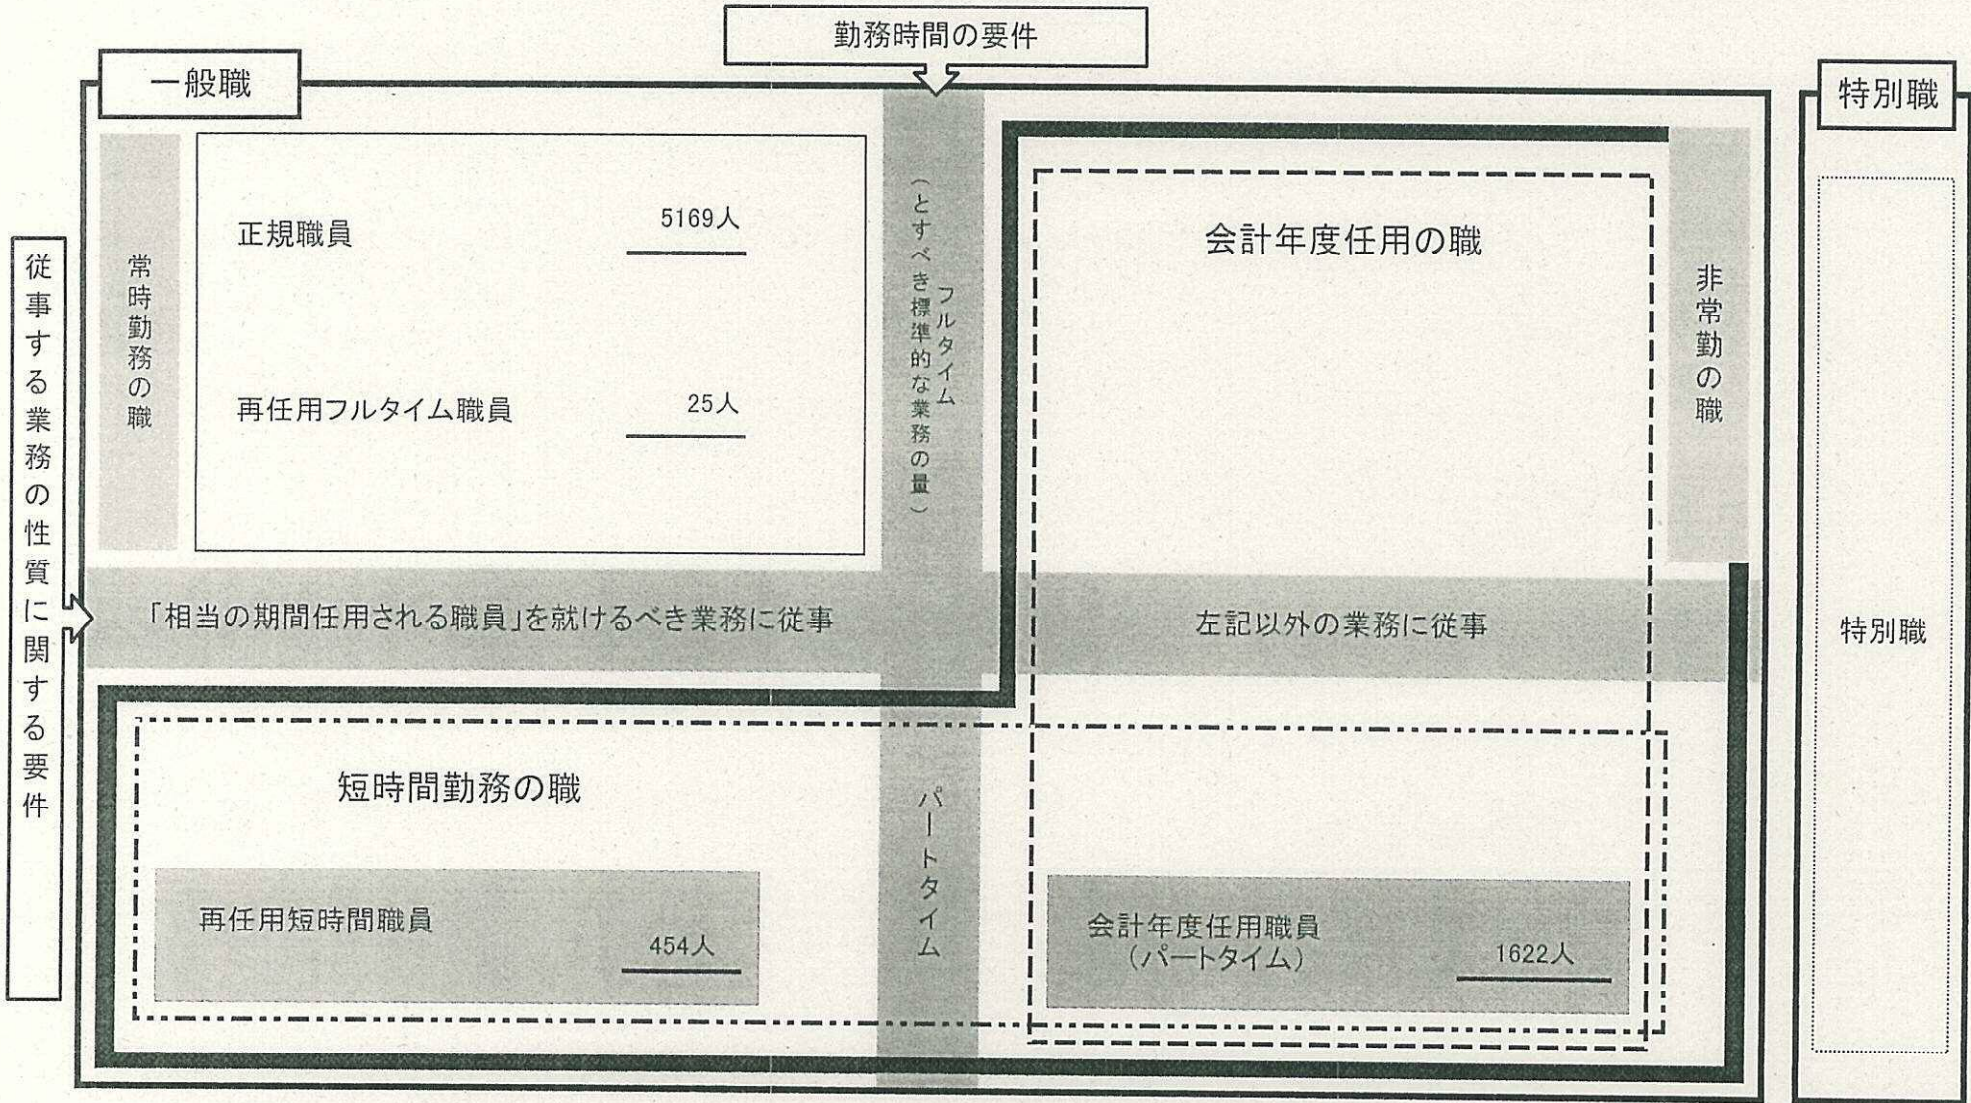 勤務時間の要件
一般職
特別職
従事する業務の性質に関する要件
常時勤務の職
正規職員 5169人
再任用フルタイム職員 25人
フルタイム
(とすべき標準的な業務の量)
会計年度任用の職
非常勤の職
「相当の期間任用される職員」を就けるべき業務に従事
左記以外の業務に従事
特別職
短時間勤務の職
パートタイム
再任用短時間職員
454人
会計年度任用職員
(パートタイム)
1622人